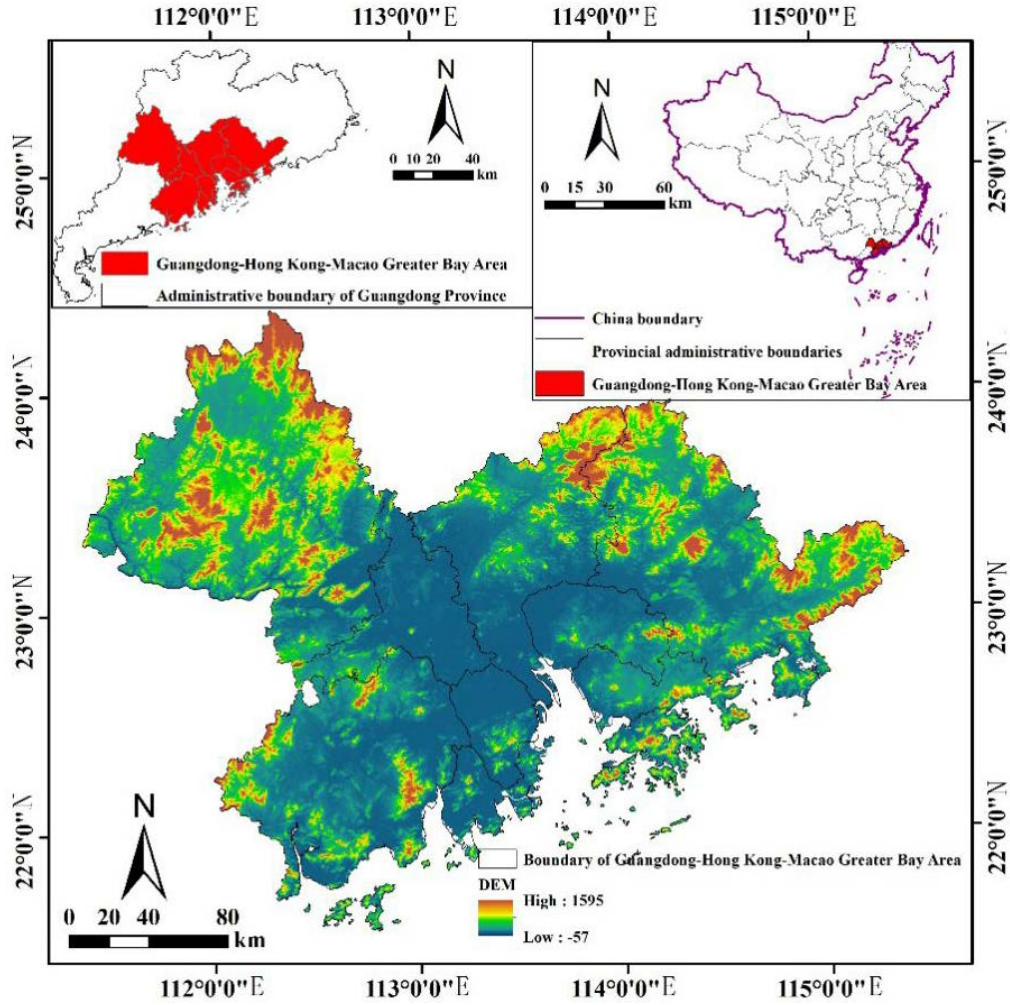 112°0'0"E
113°0'0"E
114°0'0"E
115°0'0"E
25°0'0"N
24°0'0"N
23°0'0"N
22°0'0"N
N
0 10 20 40
km
Guangdong-Hong Kong-Macao Greater Bay Area
Administrative boundary of Guangdong Province
N
0 15 30 60
km
China boundary
Provincial administrative boundaries
Guangdong-Hong Kong-Macao Greater Bay Area
25°0'0"N
24°0'0"N
23°0'0"N
22°0'0"N
N
0 20 40 80
km
Boundary of Guangdong-Hong Kong-Macao Greater Bay Area
DEM
High : 1595
Low : -57
112°0'0"E
113°0'0"E
114°0'0"E
115°0'0"E